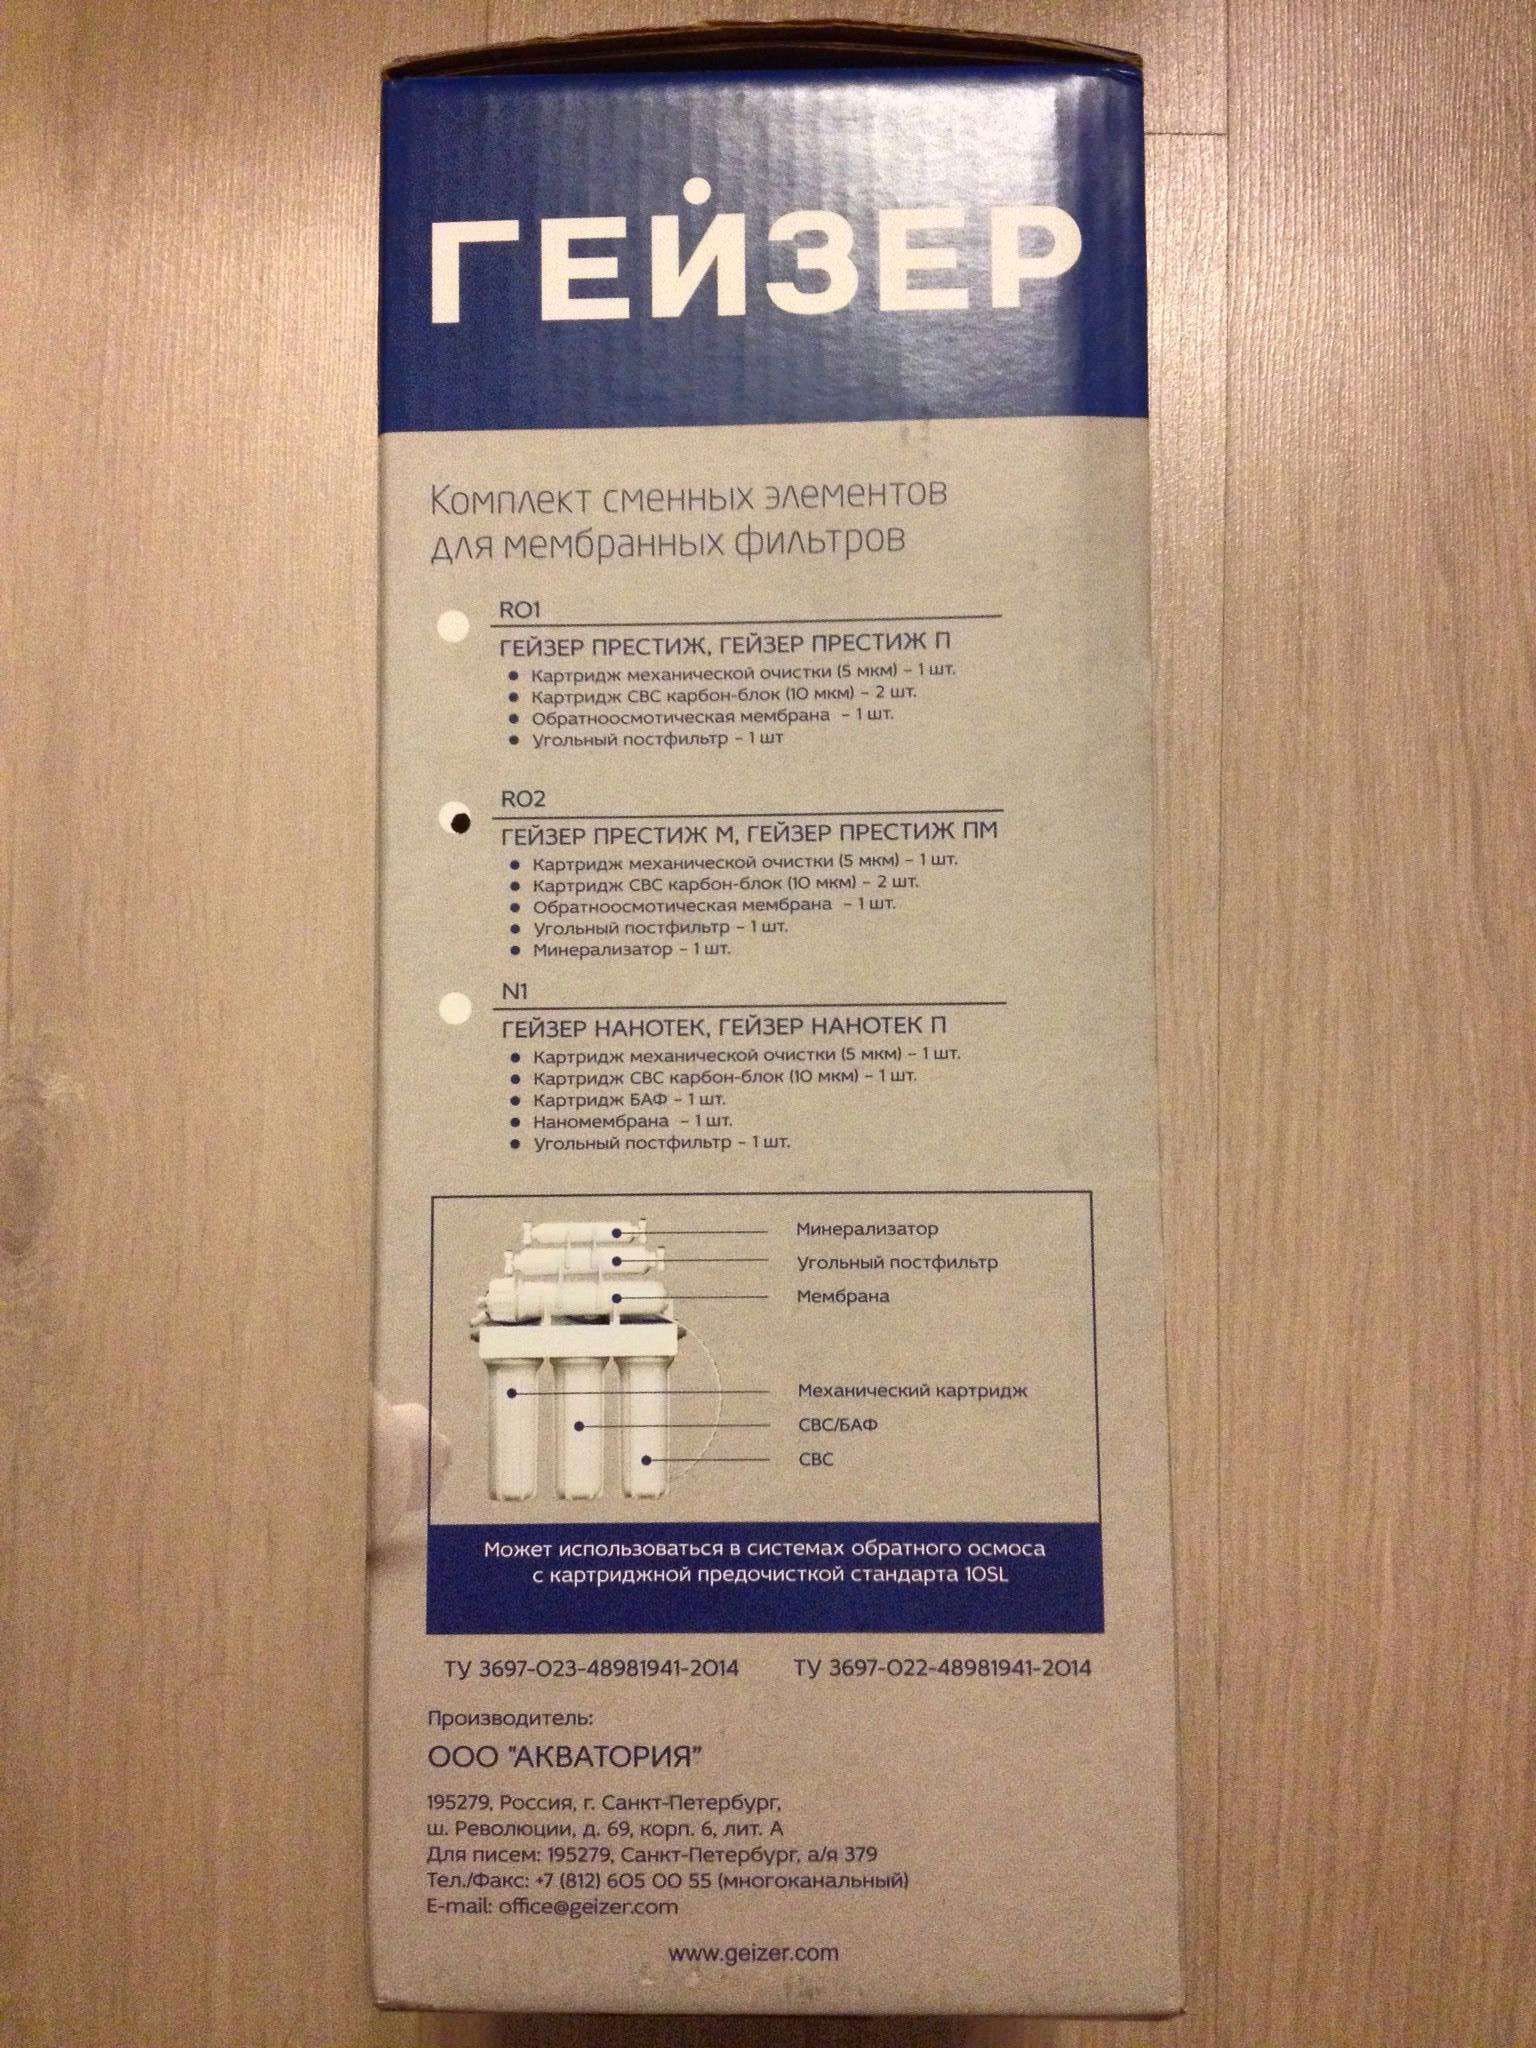 ГЕЙЗЕР
Комплект сменных элементов
для мембранных фильтров
RO1
ГЕЙЗЕР ПРЕСТИЖ, ГЕЙЗЕР ПРЕСТИЖ П
• Картридж механической очистки (5 мкм) – 1 шт.
• Картридж СВС карбон-блок (10 мкм) – 2 шт.
• Обратноосмотическая мембрана – 1 шт.
• Угольный постфильтр – 1 шт
RO2
ГЕЙЗЕР ПРЕСТИЖ М, ГЕЙЗЕР ПРЕСТИЖ ПМ
• Картридж механической очистки (5 мкм) – 1 шт.
• Картридж СВС карбон-блок (10 мкм) – 2 шт.
• Обратноосмотическая мембрана – 1 шт.
• Угольный постфильтр – 1 шт.
• Минерализатор – 1 шт.
N1
ГЕЙЗЕР НАНОТЕК, ГЕЙЗЕР НАНОТЕК П
• Картридж механической очистки (5 мкм) – 1 шт.
• Картридж СВС карбон-блок (10 мкм) – 1 шт.
• Картридж БАФ – 1 шт.
• Наномембрана – 1 шт.
• Угольный постфильтр – 1 шт.
Минерализатор
Угольный постфильтр
Мембрана
Механический картридж
СВС/БАФ
СВС
Может использоваться в системах обратного осмоса
с картриджной предочисткой стандарта 10SL
ТУ 3697-023-48981941-2014 ТУ 3697-022-48981941-2014
Производитель:
ООО "АКВАТОРИЯ"
195279, Россия, г. Санкт-Петербург,
ш. Революции, д. 69, корп. 6, лит. А
Для писем: 195279, Санкт-Петербург, а/я 379
Тел./Факс: +7 (812) 605 00 55 (многоканальный)
E-mail: office@geizer.com
www.geizer.com